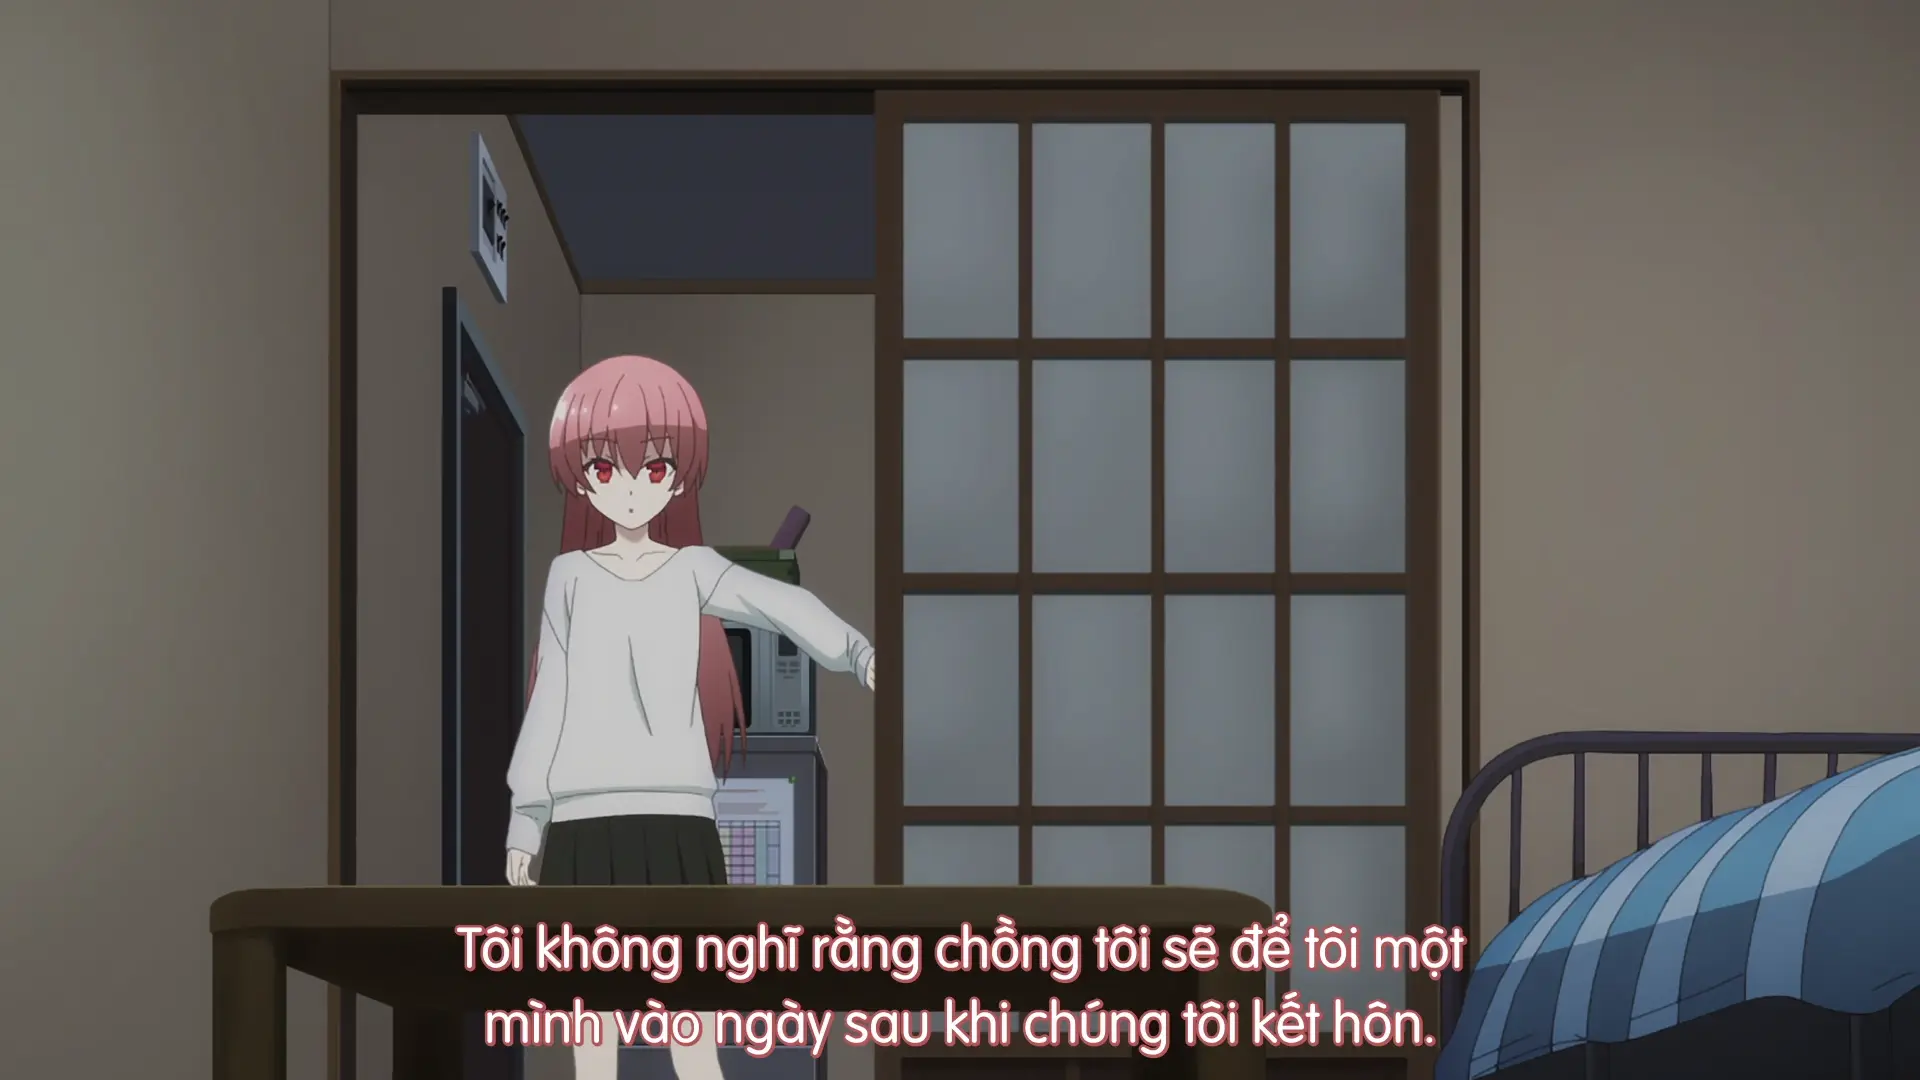 Tôi không nghĩ rằng chồng tôi sẽ để tôi một
mình vào ngày sau khi chúng tôi kết hôn.